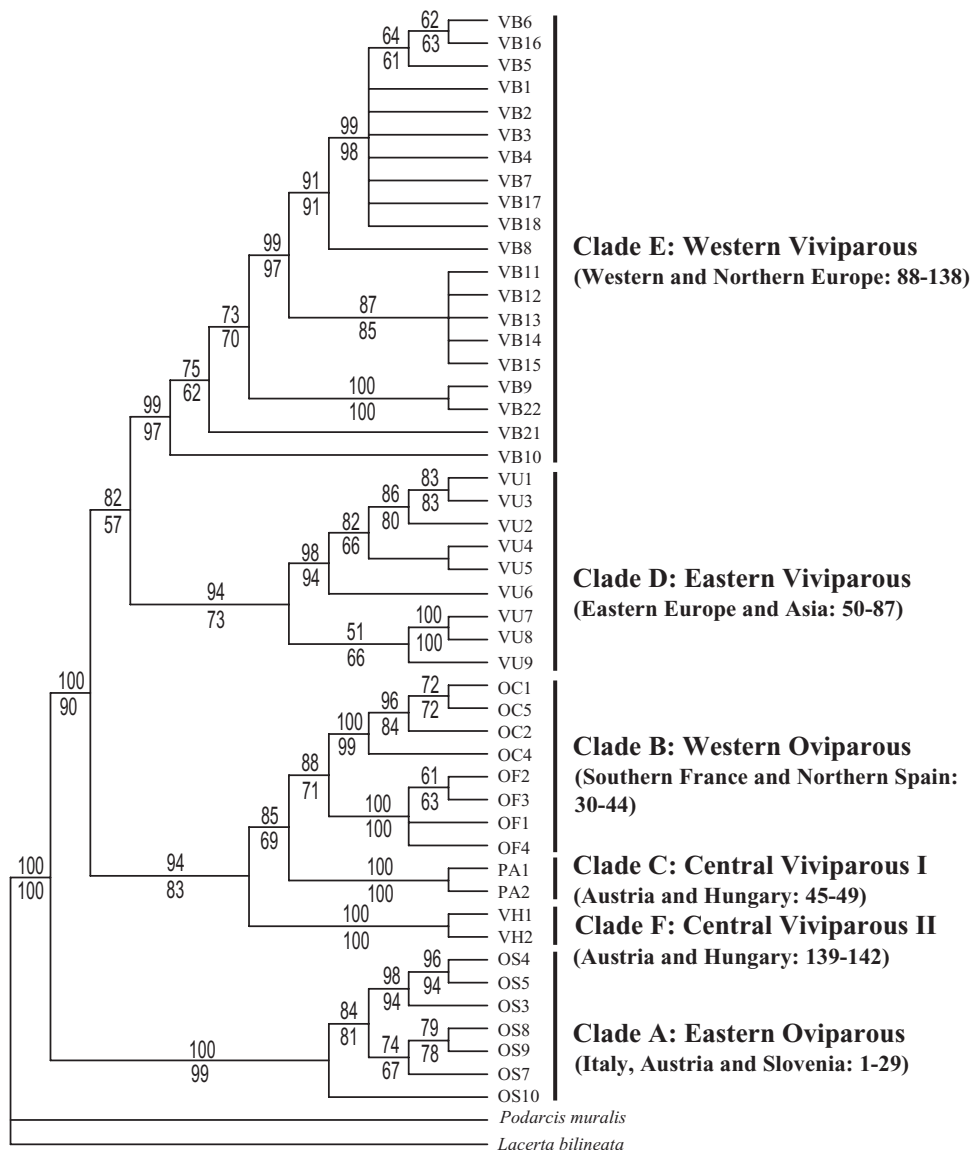 62
VB6
64
63
VB16
61
VB5
VB1
99
VB2
VB3
98
VB4
91
VB7
91
VB17
VB18
99
VB8
97
VB11
87
VB12
85
VB13
73
VB14
70
VB15
75
100
VB9
62
100
VB22
99
VB21
97
VB10
Clade E: Western Viviparous
(Western and Northern Europe: 88-138)
82
57
83
VU1
86
83
VU3
82
80
VU2
98
66
VU4
VU5
94
94
VU6
73
100
VU7
51
100
VU8
66
VU9
Clade D: Eastern Viviparous
(Eastern Europe and Asia: 50-87)
100
90
72
OC1
96
72
OC5
100
84
OC2
88
99
OC4
71
61
OF2
100
63
OF3
85
100
OF1
69
OF4
Clade B: Western Oviparous
(Southern France and Northern Spain:
30-44)
94
83
100
PA1
100
PA2
Clade C: Central Viviparous I
(Austria and Hungary: 45-49)
100
VH1
100
VH2
Clade F: Central Viviparous II
(Austria and Hungary: 139-142)
100
100
96
OS4
98
94
OS5
84
94
OS3
81
79
OS8
74
78
OS9
100
67
OS7
99
OS10
Clade A: Eastern Oviparous
(Italy, Austria and Slovenia: 1-29)
Podarcis muralis
Lacerta bilineata